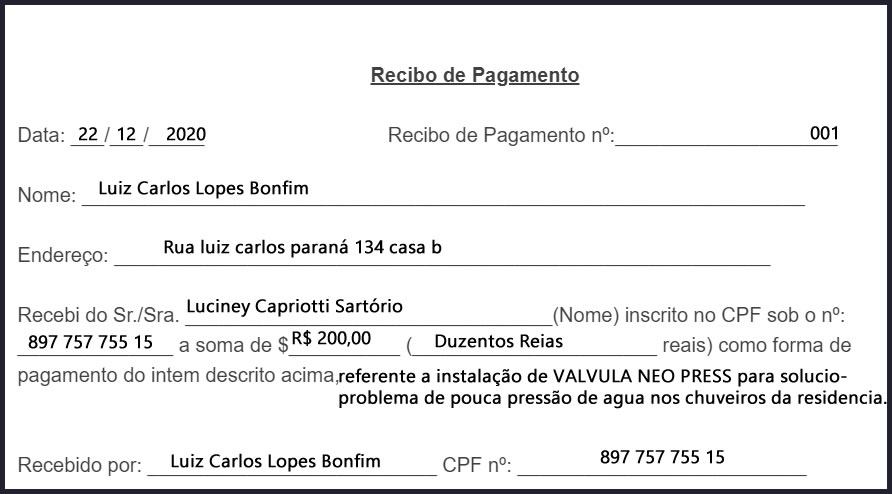 Recibo de Pagamento
Data: 22 / 12 / 2020 Recibo de Pagamento nº: 001
Nome: Luiz Carlos Lopes Bonfim
Endereço: Rua luiz carlos paraná 134 casa b
Recebi do Sr./Sra. Luciney Capriotti Sartório (Nome) inscrito no CPF sob o nº:
897 757 755 15 a soma de $ R$ 200,00 ( Duzentos Reias reais) como forma de
pagamento do intem descrito acima, referente a instalação de VALVULA NEO PRESS para solucio-
problema de pouca pressão de agua nos chuveiros da residencia.
Recebido por: Luiz Carlos Lopes Bonfim CPF nº: 897 757 755 15